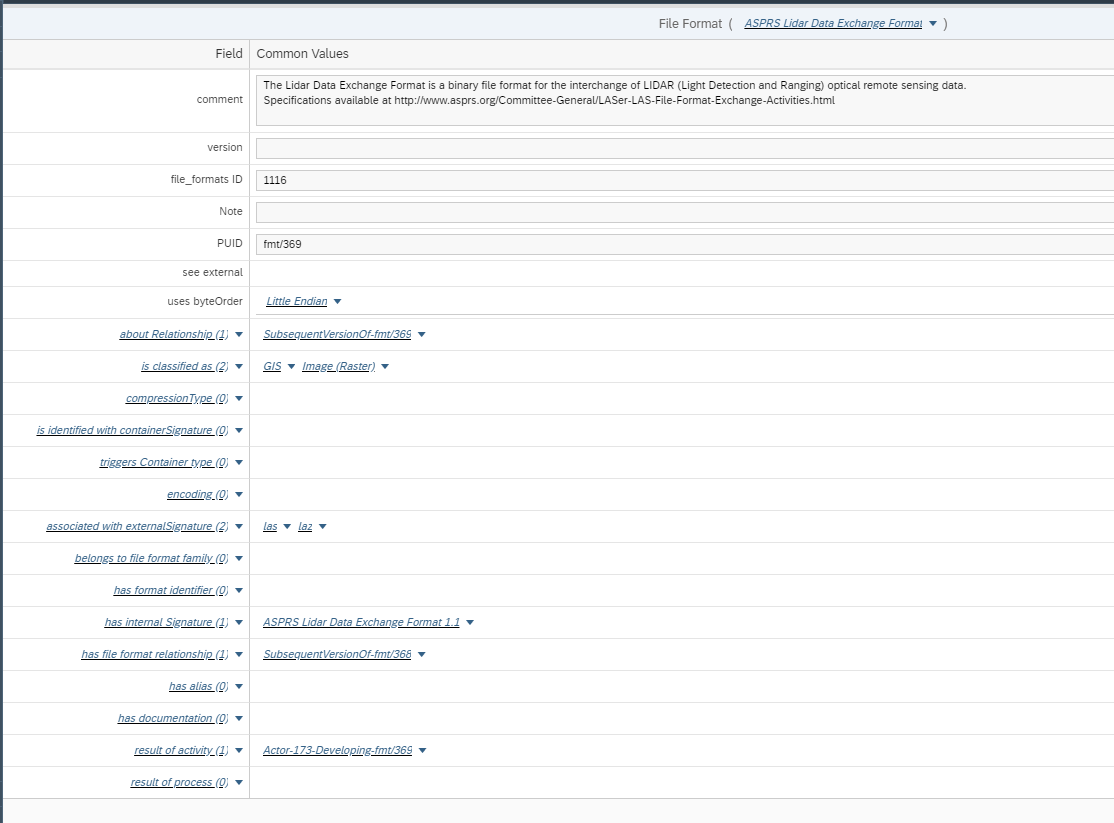 File Format ( ASPRS Lidar Data Exchange Format )
Field Common Values
comment The Lidar Data Exchange Format is a binary file format for the interchange of LIDAR (Light Detection and Ranging) optical remote sensing data.
Specifications available at http://www.asprs.org/Committee-General/LASer-LAS-File-Format-Exchange-Activities.html
version
file_formats ID 1116
Note
PUID fmt/369
see external
uses byteOrder Little Endian
about Relationship (1) SubsequentVersionOf-fmt/369
is classified as (2) GIS Image (Raster)
compressionType (0)
is identified with containerSignature (0)
triggers Container type (0)
encoding (0)
associated with externalSignature (2) las laz
belongs to file format family (0)
has format identifier (0)
has internal Signature (1) ASPRS Lidar Data Exchange Format 1.1
has file format relationship (1) SubsequentVersionOf-fmt/368
has alias (0)
has documentation (0)
result of activity (1) Actor-173-Developing-fmt/369
result of process (0)